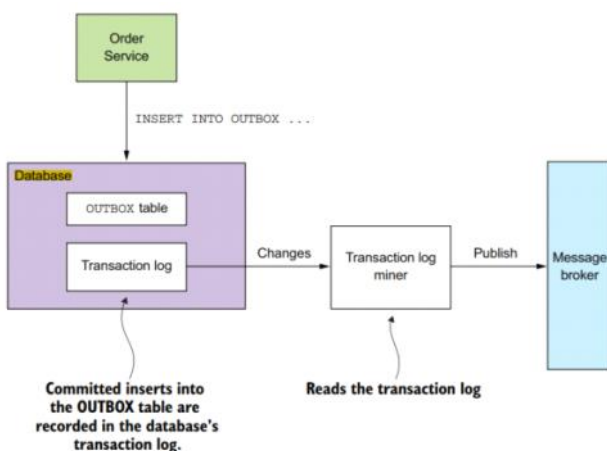 Order
Service
INSERT INTO OUTBOX ...
Database
OUTBOX table
Transaction log
Changes
Transaction log
miner
Publish
Message
broker
Committed inserts into
the OUTBOX table are
recorded in the database's
transaction log.
Reads the transaction log